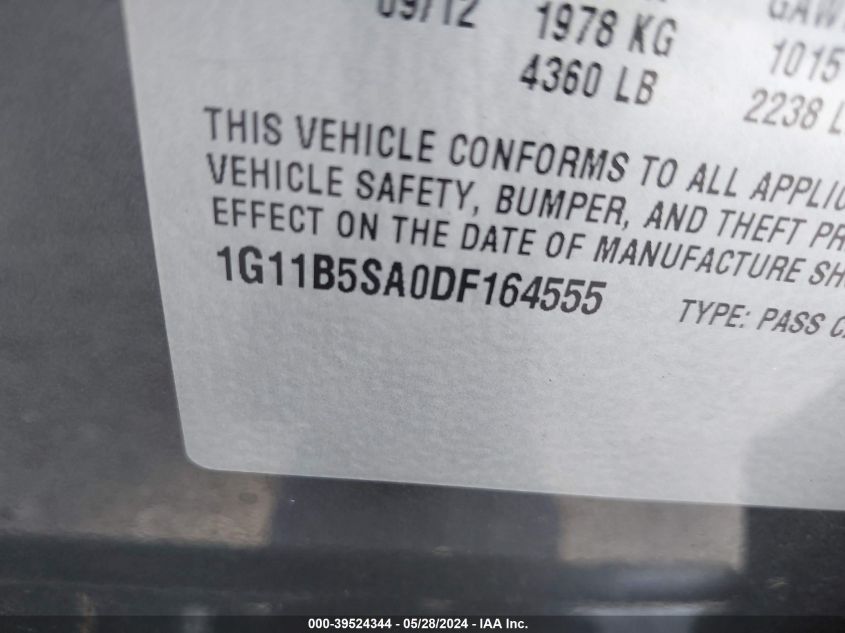 09/12 1978 KG 1015
4360 LB 2238
THIS VEHICLE CONFORMS TO ALL
VEHICLE SAFETY, BUMPER, AND THEFT
EFFECT ON THE DATE OF MANUFACTURE
1G11B5SA0DF164555 TYPE: PASS
000-39524344 - 05/28/2024 - IAA Inc.